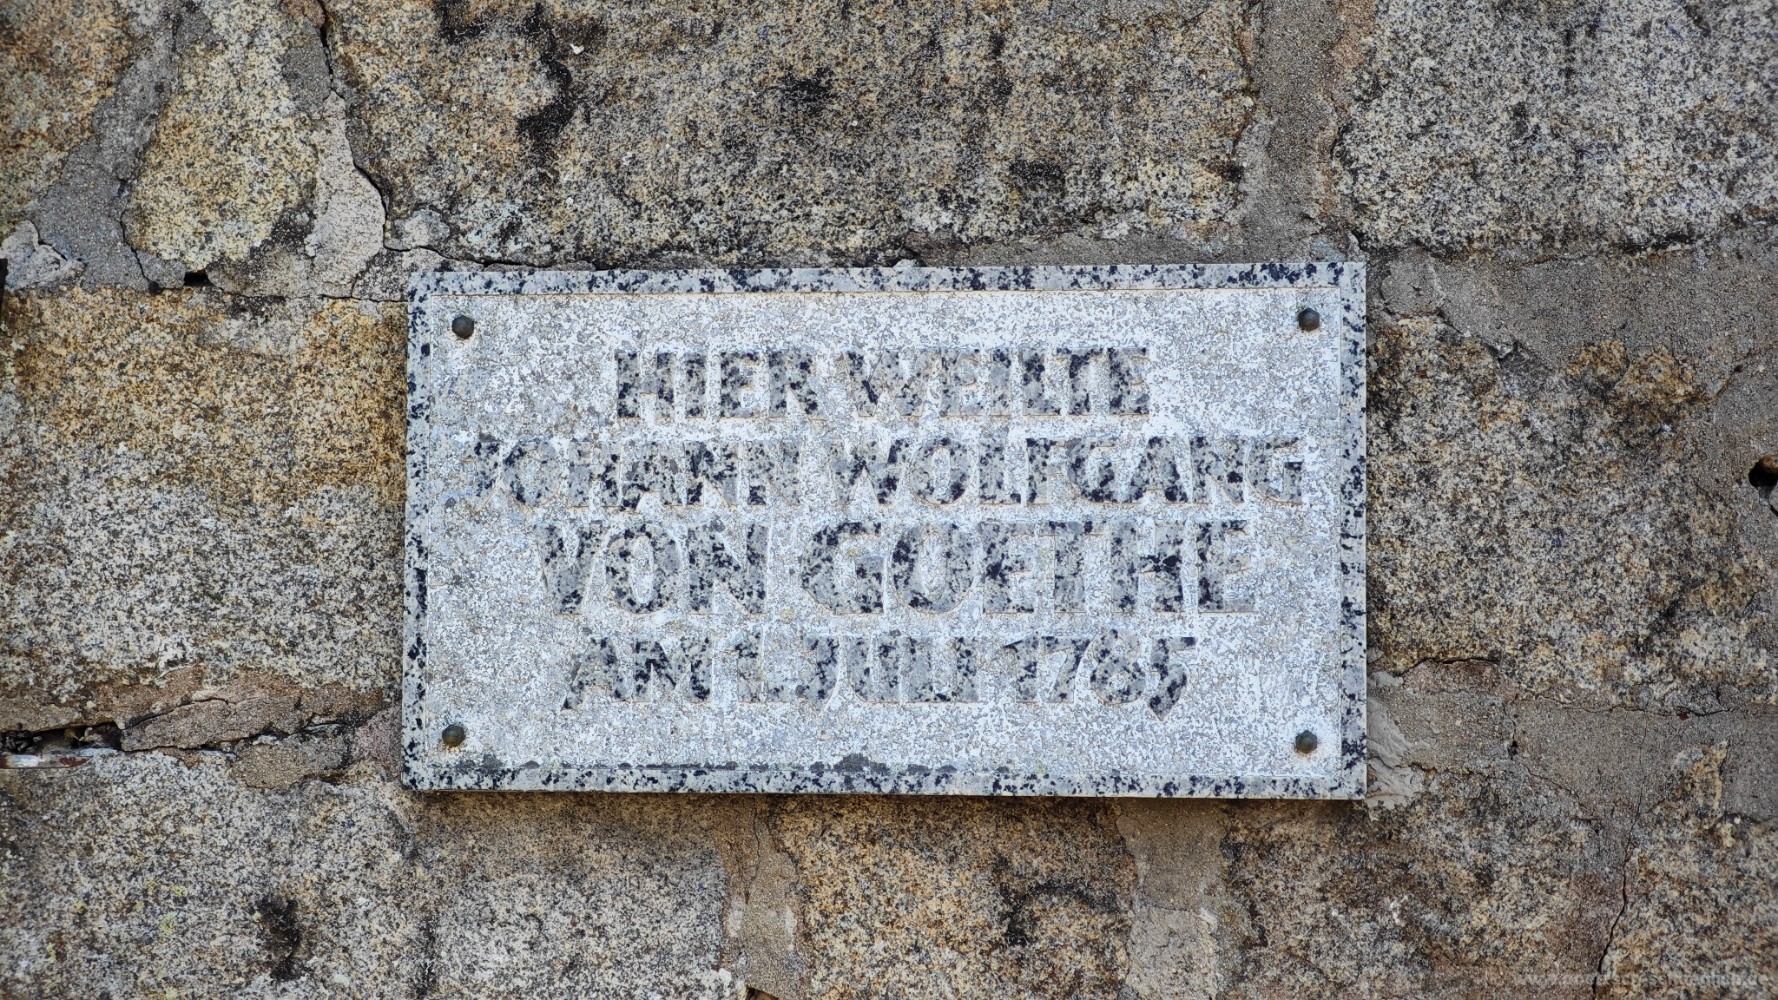 HIER WEILTE
JOHANN WOLFGANG
VON GOETHE
AM 1. JULI 1785